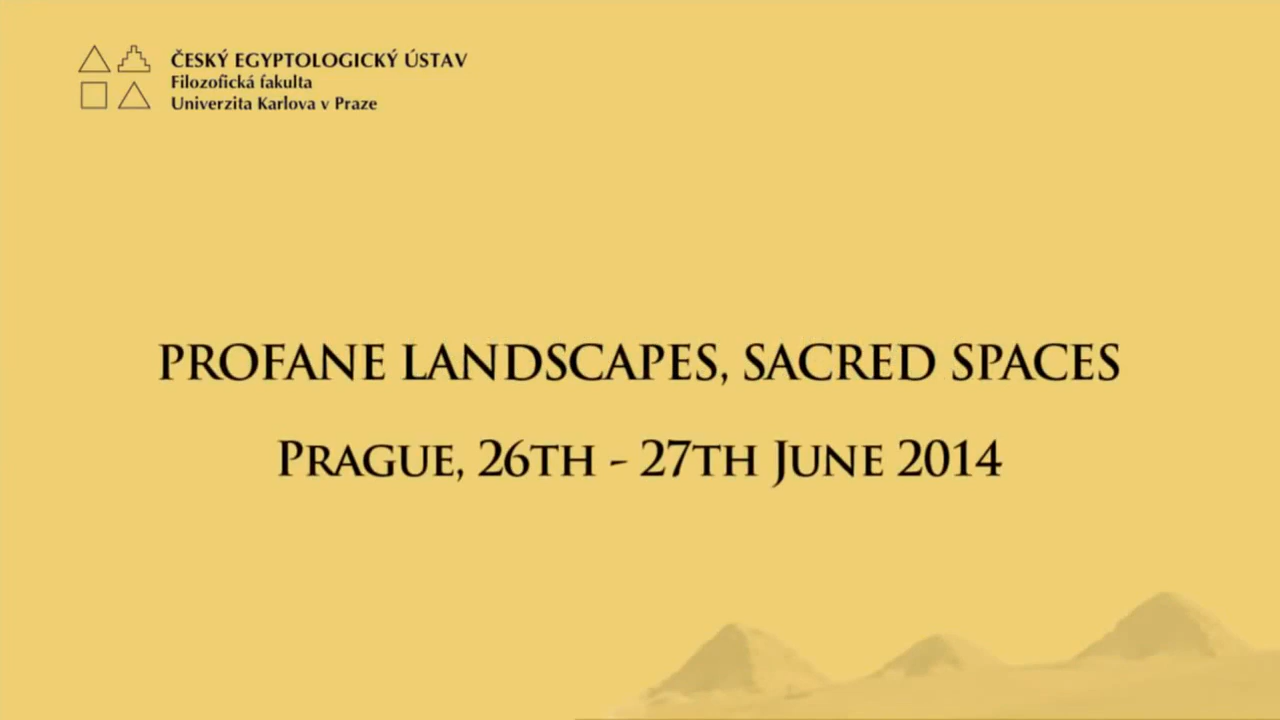 ČESKÝ EGYPTOLOGICKÝ ÚSTAV
Filozofická fakulta
Univerzita Karlova v Praze
PROFANE LANDSCAPES, SACRED SPACES
PRAGUE, 26TH - 27TH JUNE 2014